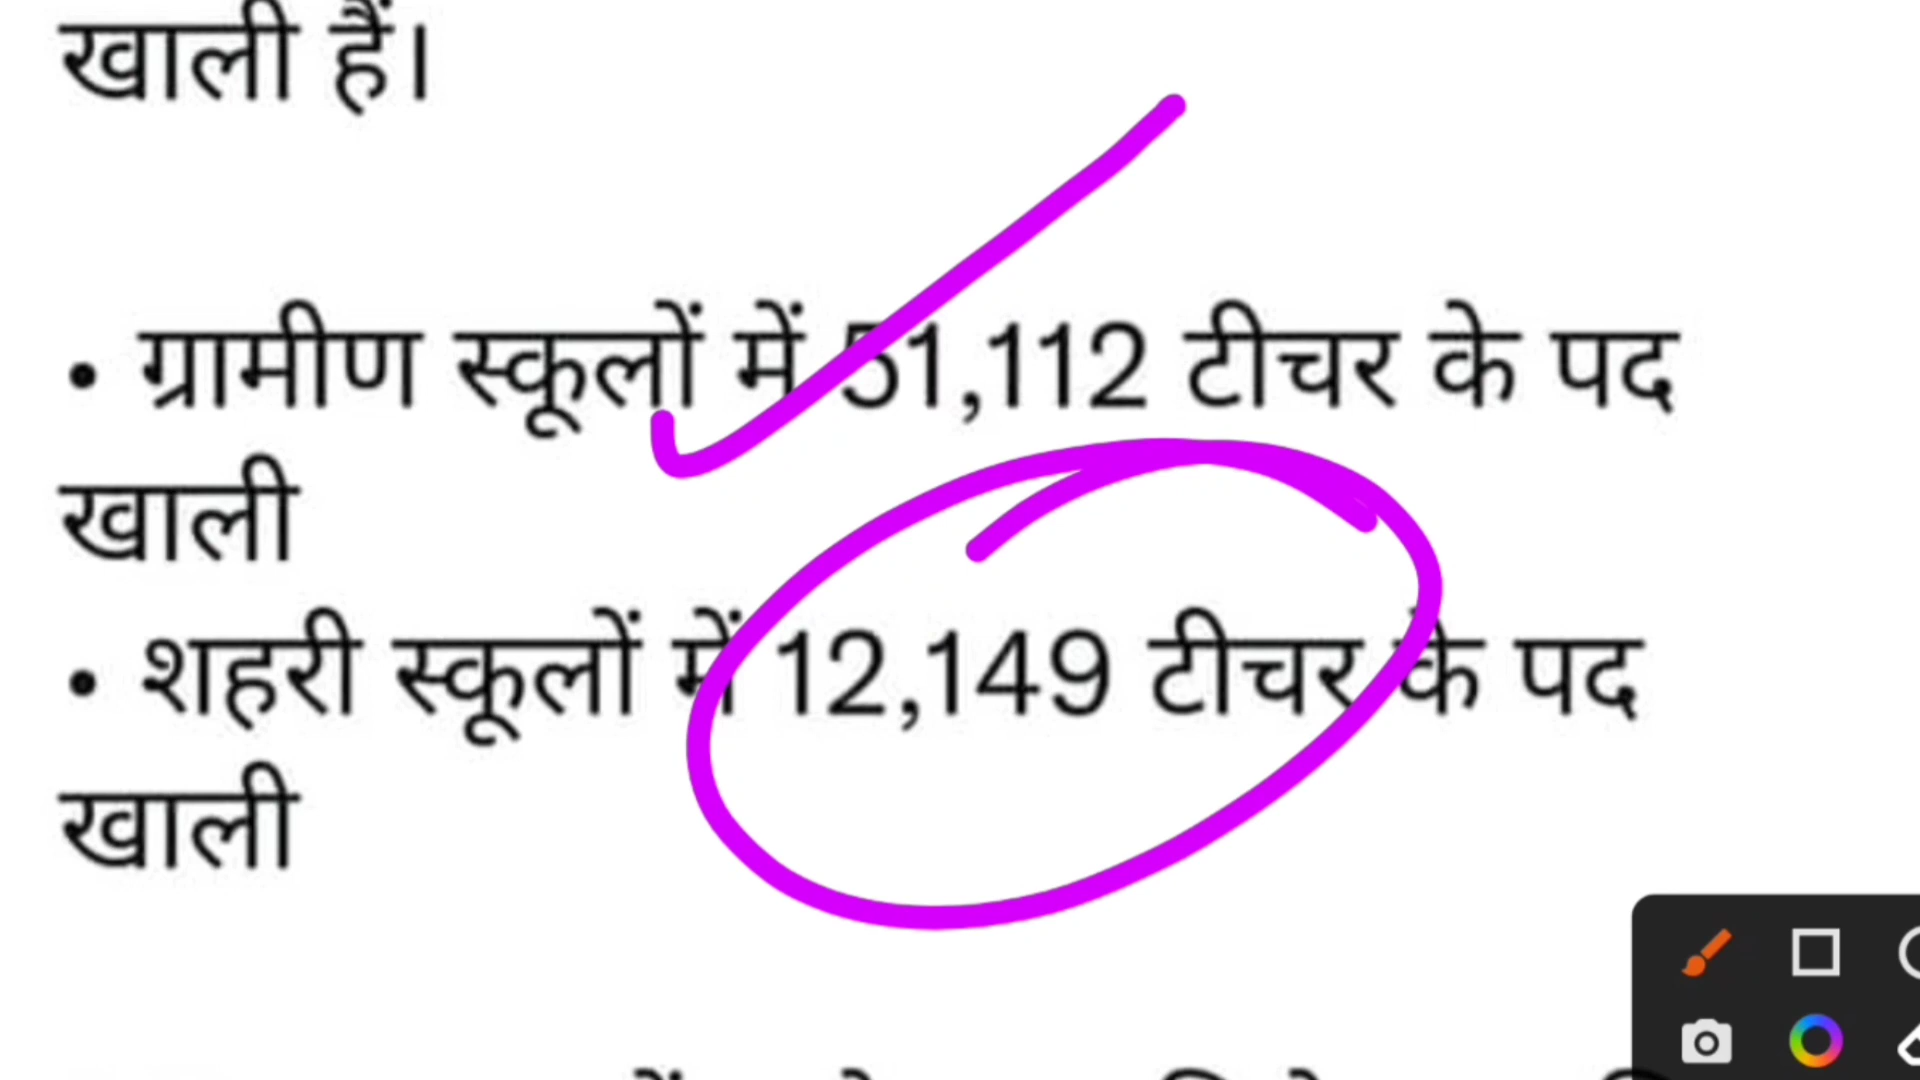 खाली हैं।
• ग्रामीण स्कूलों में 51,112 टीचर के पद
खाली
• शहरी स्कूलों में 12,149 टीचर के पद
खाली